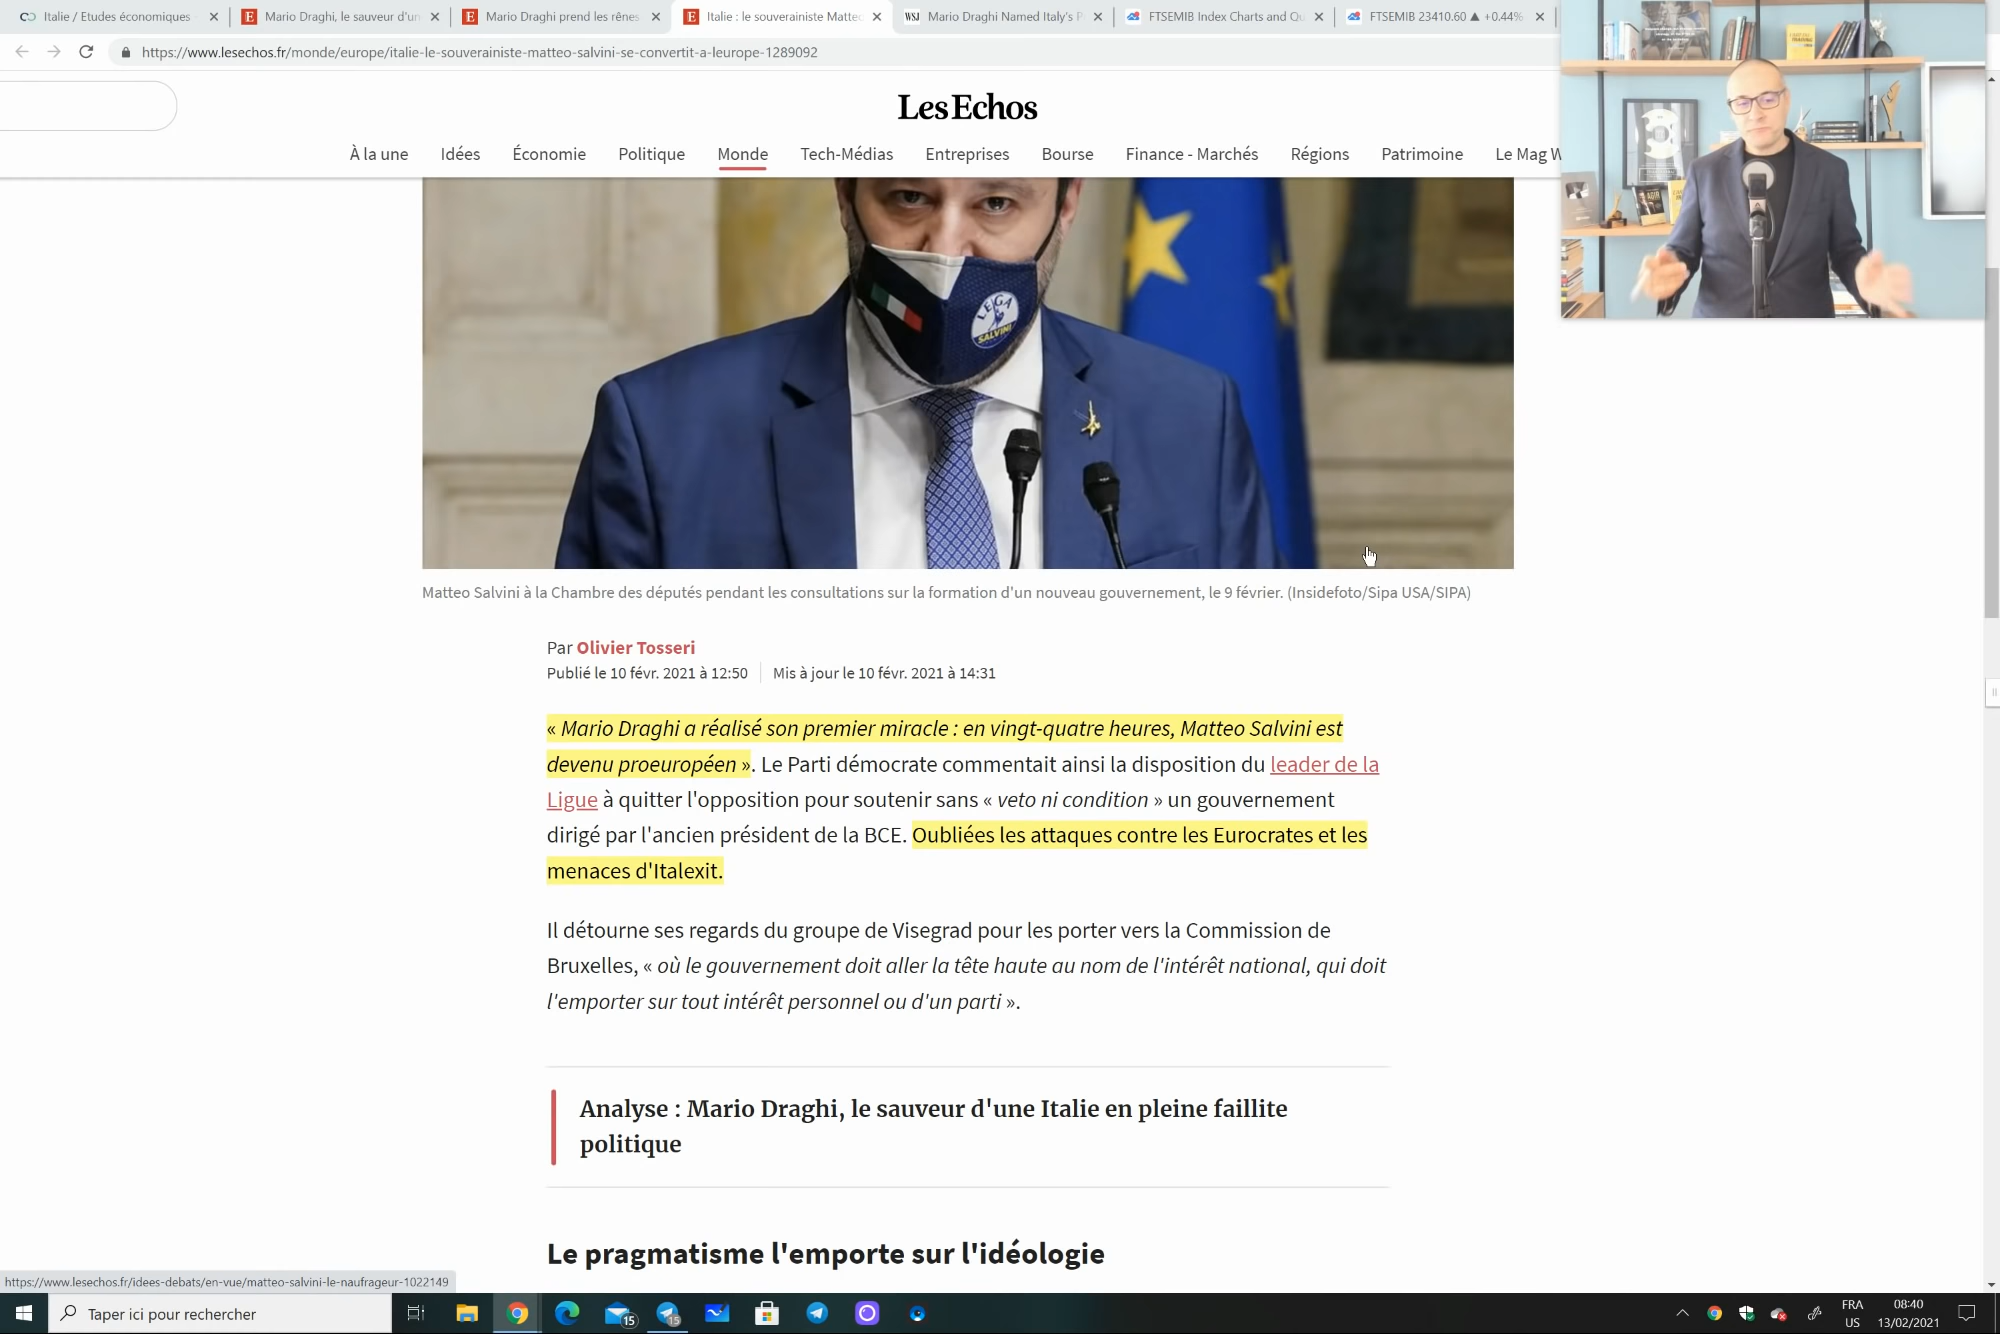 Italie / Etudes économiques
Mario Draghi, le sauveur d'un
Mario Draghi prend les rênes
Italie : le souverainiste Matteo
WSJ Mario Draghi Named Italy's P
FTSEMIB Index Charts and Qu
FTSEMIB 23410.60 ▲ +0.44%
https://www.lesechos.fr/monde/europe/italie-le-souverainiste-matteo-salvini-se-convertit-a-leurope-1289092
Les Echos
À la une Idées Économie Politique Monde Tech-Médias Entreprises Bourse Finance - Marchés Régions Patrimoine Le Mag W
LEGA
SALVINI
Matteo Salvini à la Chambre des députés pendant les consultations sur la formation d'un nouveau gouvernement, le 9 février. (Insidefoto/Sipa USA/SIPA)
Par Olivier Tosseri
Publié le 10 févr. 2021 à 12:50 Mis à jour le 10 févr. 2021 à 14:31
« Mario Draghi a réalisé son premier miracle : en vingt-quatre heures, Matteo Salvini est
devenu proeuropéen ». Le Parti démocrate commentait ainsi la disposition du leader de la
Ligue à quitter l'opposition pour soutenir sans « veto ni condition » un gouvernement
dirigé par l'ancien président de la BCE. Oubliées les attaques contre les Eurocrates et les
menaces d'Italexit.
Il détourne ses regards du groupe de Visegrad pour les porter vers la Commission de
Bruxelles, « où le gouvernement doit aller la tête haute au nom de l'intérêt national, qui doit
l'emporter sur tout intérêt personnel ou d'un parti ».
Analyse : Mario Draghi, le sauveur d'une Italie en pleine faillite
politique
Le pragmatisme l'emporte sur l'idéologie
https://www.lesechos.fr/idees-debats/en-vue/matteo-salvini-le-naufrageur-1022149
Taper ici pour rechercher
15
15
FRA
US
08:40
13/02/2021